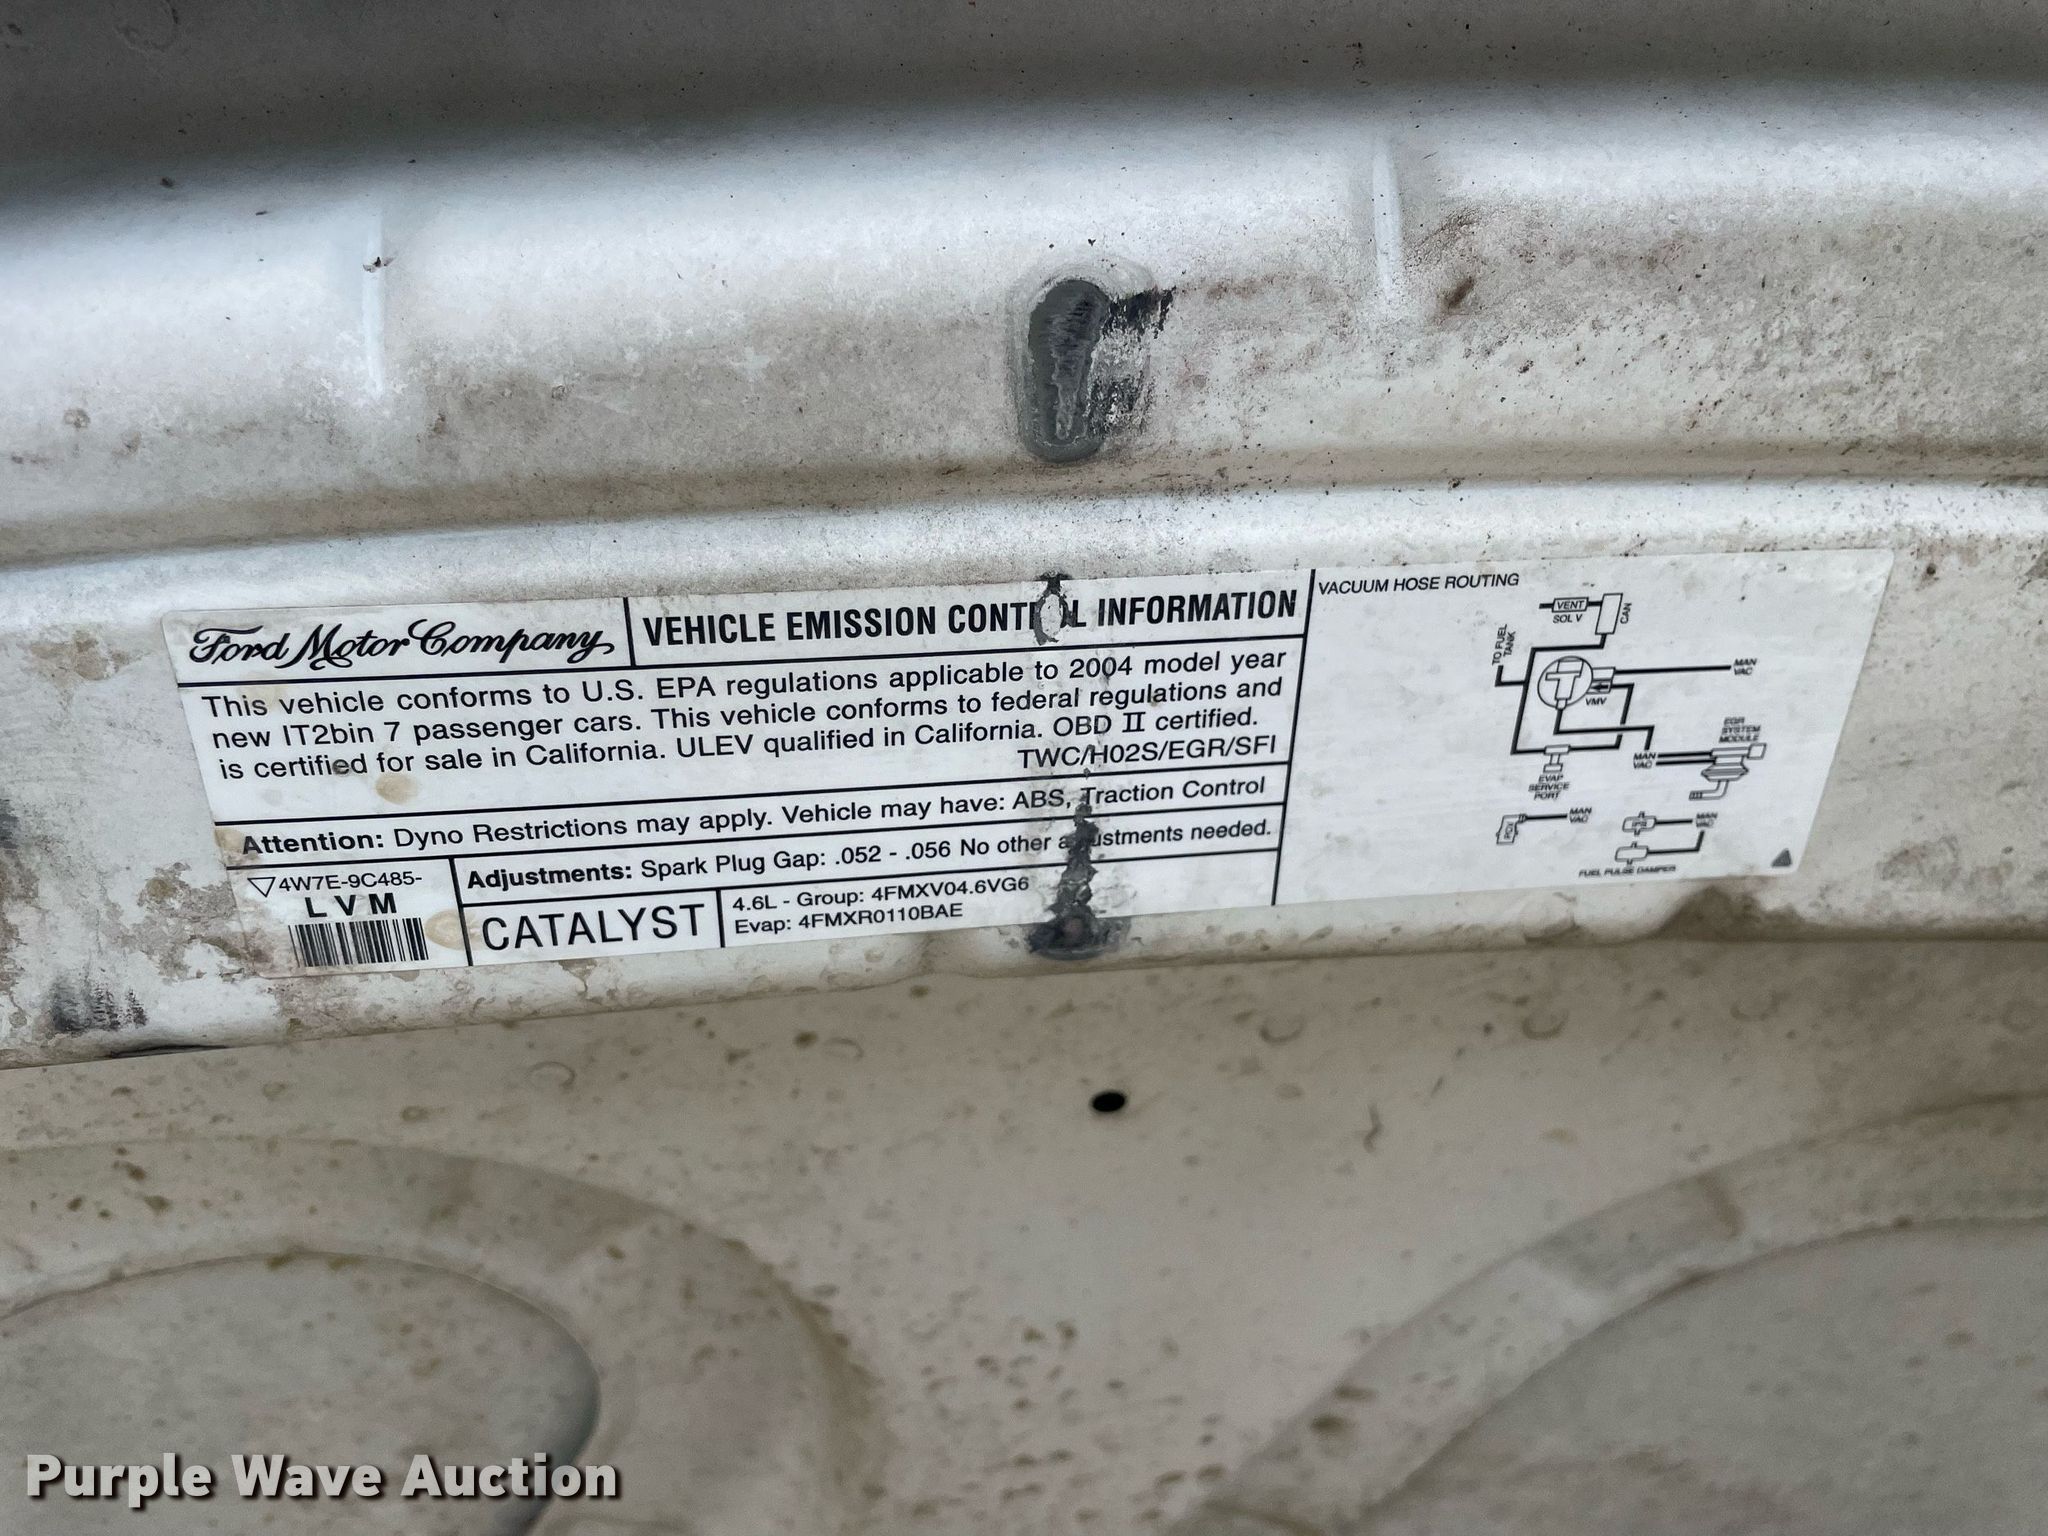 Ford Motor Company
VEHICLE EMISSION CONTROL INFORMATION
This vehicle conforms to U.S. EPA regulations applicable to 2004 model year
new IT2bin 7 passenger cars. This vehicle conforms to federal regulations and
is certified for sale in California. ULEV qualified in California. OBD II certified.
TWC/H02S/EGR/SFI
Attention: Dyno Restrictions may apply. Vehicle may have: ABS, Traction Control
Adjustments: Spark Plug Gap: .052 - .056 No other adjustments needed.
4W7E-9C485-
LVM
CATALYST
4.6L - Group: 4FMXV04.6VG6
Evap: 4FMXR0110BAE
VACUUM HOSE ROUTING
VENT
SOL V
CAN
TO FUEL
TANK
MAN
VAC
VMV
EGR
SYSTEM
MODULE
MAN
VAC
EVAP
SERVICE
PORT
PCV
MAN
VAC
MAN
VAC
FUEL PULSE DAMPER
Purple Wave Auction